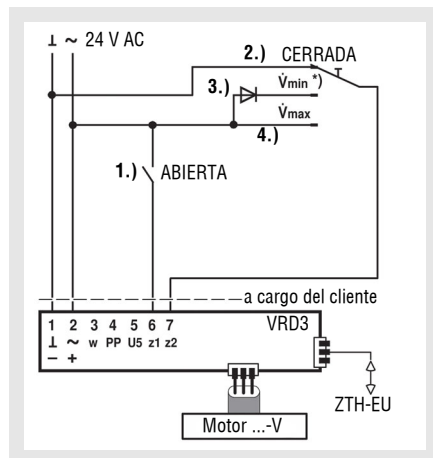 ⊥ ~ 24 V AC
2.) CERRADA
3.) V̇min *)
V̇max
4.)
1.) ABIERTA
a cargo del cliente
1 2 3 4 5 6 7 VRD3
⊥ ~ w PP U5 z1 z2
– +
ZTH-EU
Motor ...-V